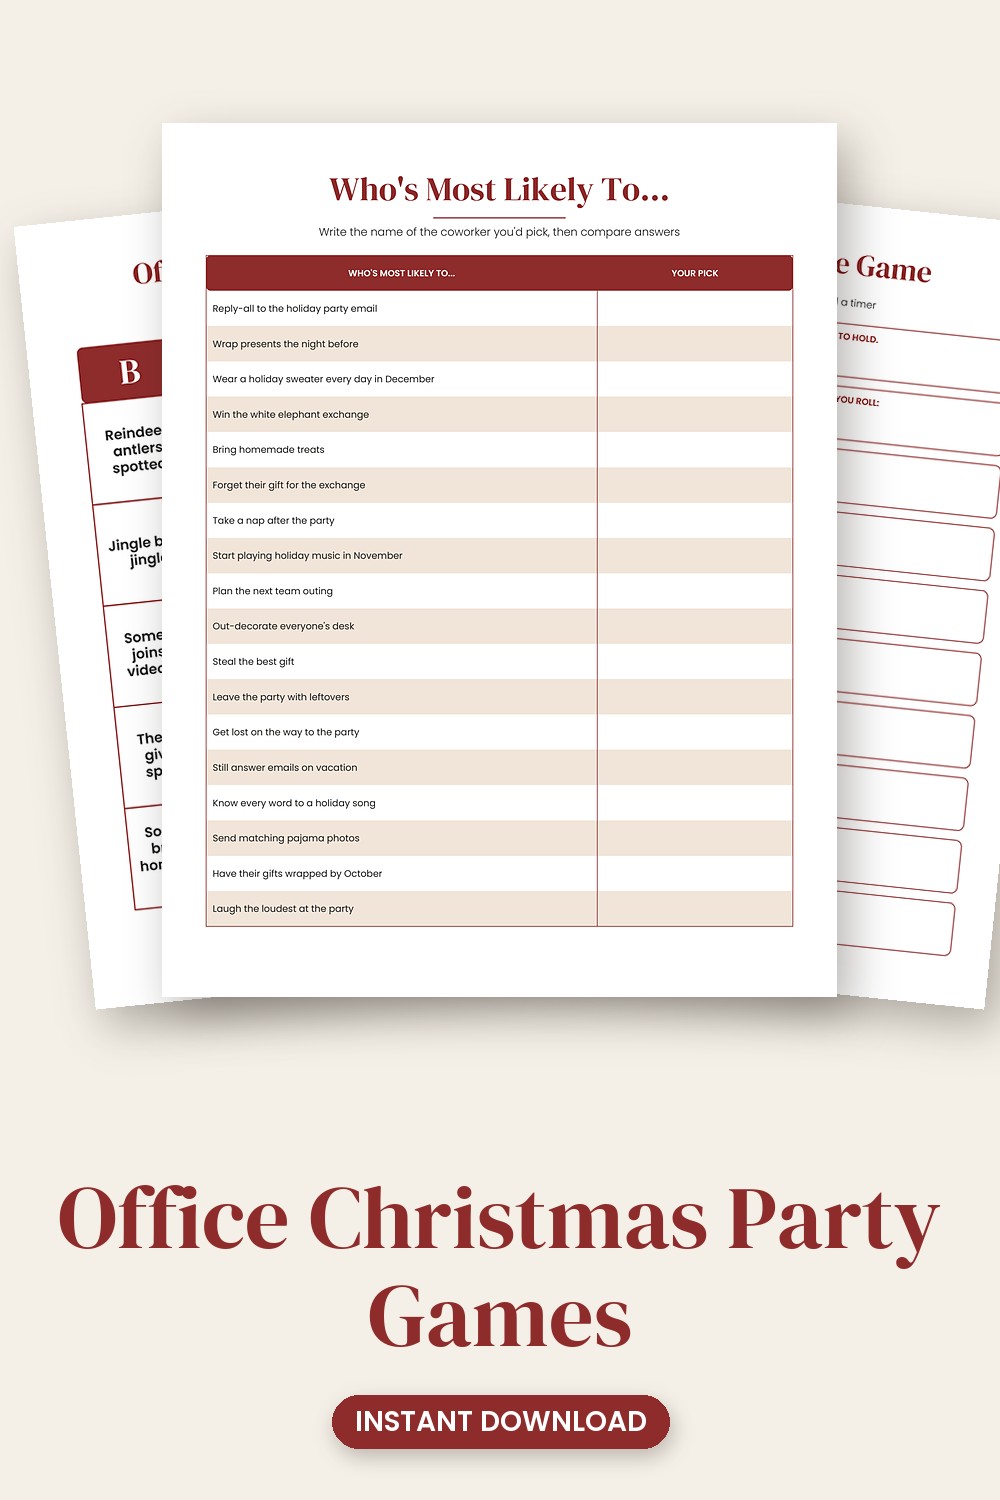 Who's Most Likely To...
Write the name of the coworker you'd pick, then compare answers
WHO'S MOST LIKELY TO... YOUR PICK
Reply-all to the holiday party email
Wrap presents the night before
Wear a holiday sweater every day in December
Win the white elephant exchange
Bring homemade treats
Forget their gift for the exchange
Take a nap after the party
Start playing holiday music in November
Plan the next team outing
Out-decorate everyone's desk
Steal the best gift
Leave the party with leftovers
Get lost on the way to the party
Still answer emails on vacation
Know every word to a holiday song
Send matching pajama photos
Have their gifts wrapped by October
Laugh the loudest at the party
B
antlers
Game
a timer
TO HOLD.
YOU ROLL:
Office Christmas Party
Games
INSTANT DOWNLOAD